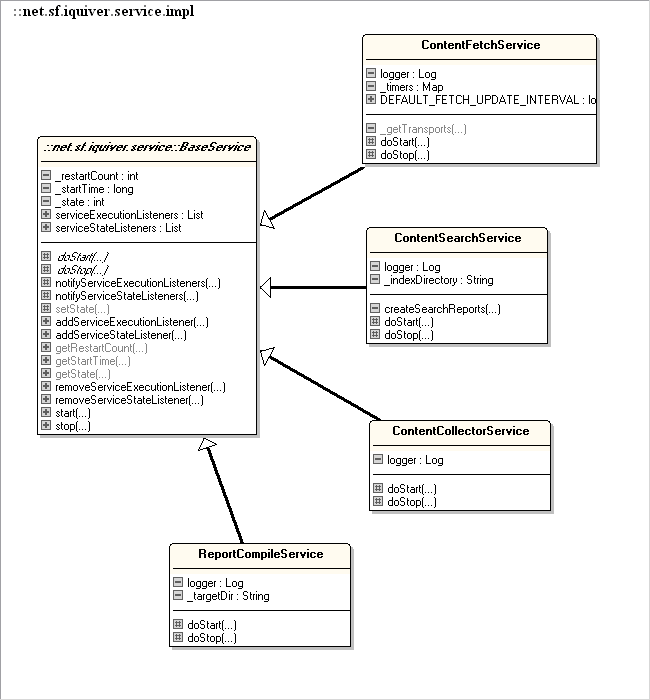 ::net.sf.iquiver.service.impl
ContentFetchService
logger : Log
_timers : Map
DEFAULT_FETCH_UPDATE_INTERVAL : lo
_getTransports(...)
doStart(...)
doStop(...)
.::net.sf.iquiver.service::BaseService
_restartCount : int
_startTime : long
_state : int
serviceExecutionListeners : List
serviceStateListeners : List
doStart(...)
doStop(...)
notifyServiceExecutionListeners(...)
notifyServiceStateListeners(...)
setState(...)
addServiceExecutionListener(...)
addServiceStateListener(...)
getRestartCount(...)
getStartTime(...)
getState(...)
removeServiceExecutionListener(...)
removeServiceStateListener(...)
start(...)
stop(...)
ContentSearchService
logger : Log
_indexDirectory : String
createSearchReports(...)
doStart(...)
doStop(...)
ContentCollectorService
logger : Log
doStart(...)
doStop(...)
ReportCompileService
logger : Log
_targetDir : String
doStart(...)
doStop(...)